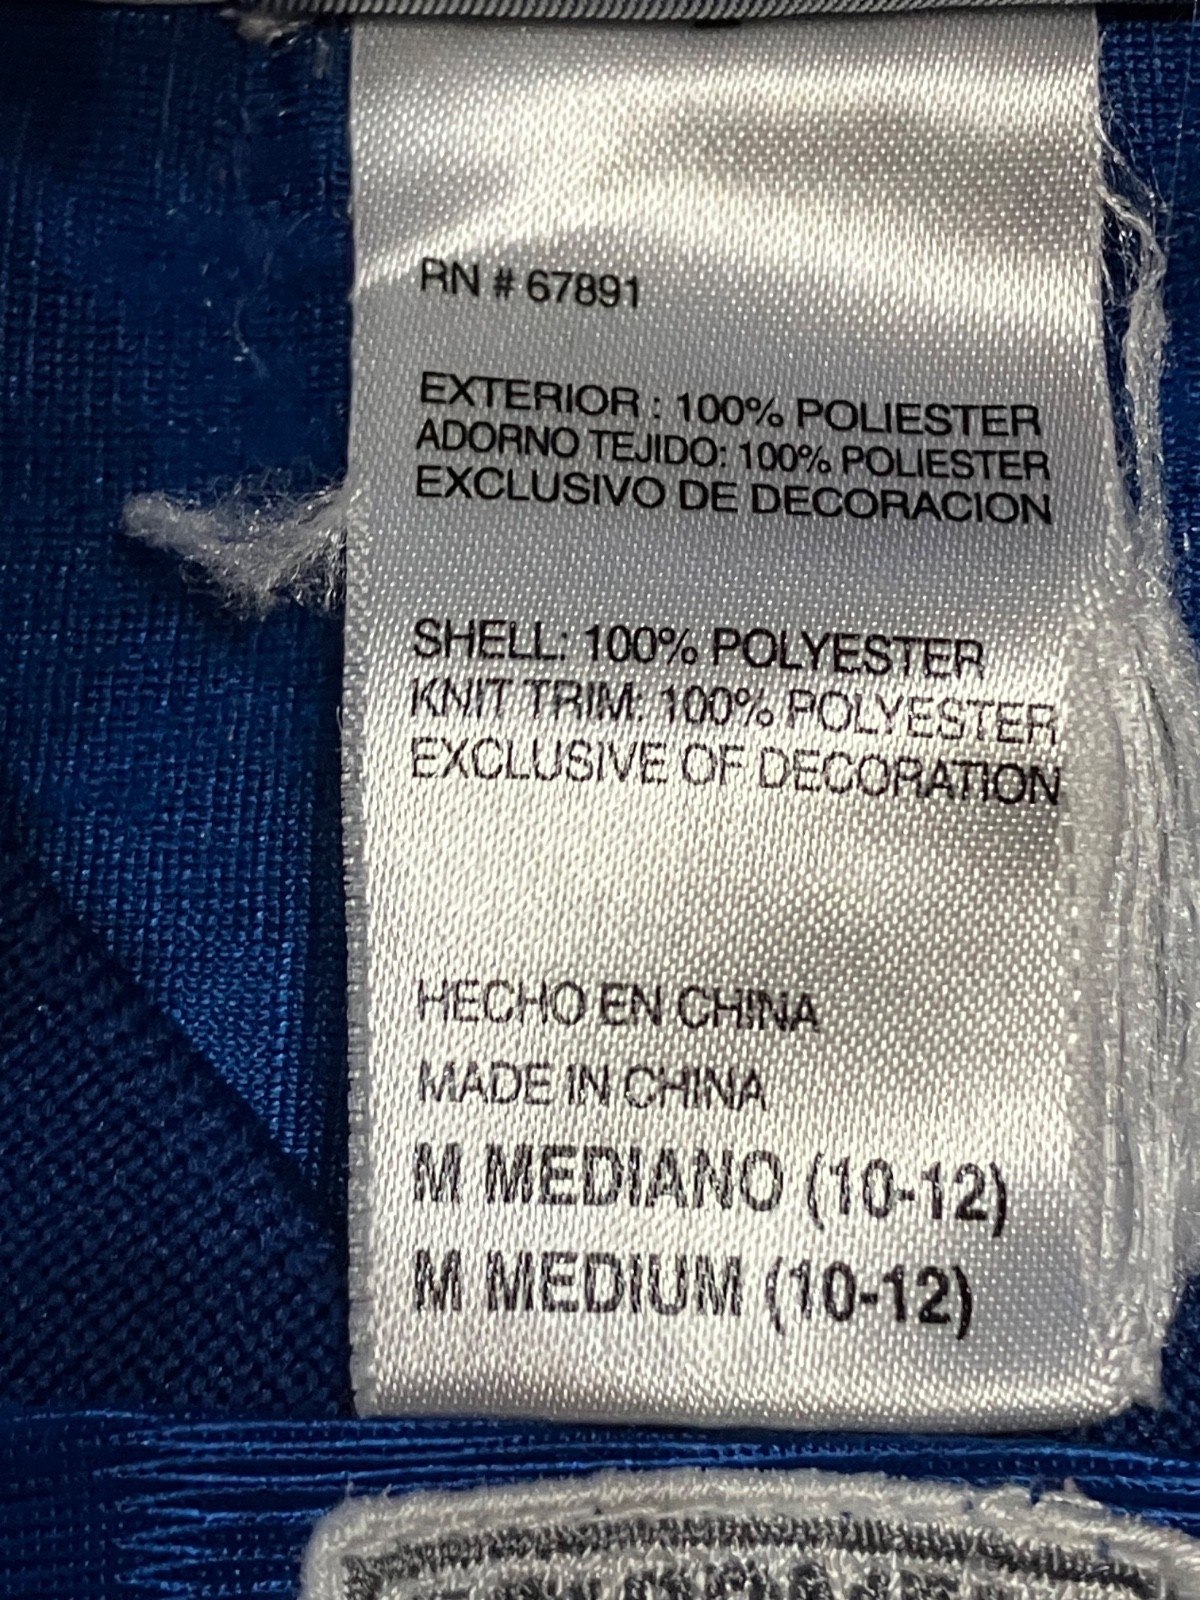 RN # 67891
EXTERIOR : 100% POLIESTER
ADORNO TEJIDO: 100% POLIESTER
EXCLUSIVO DE DECORACION
SHELL: 100% POLYESTER
KNIT TRIM: 100% POLYESTER
EXCLUSIVE OF DECORATION
HECHO EN CHINA
MADE IN CHINA
M MEDIANO (10-12)
M MEDIUM (10-12)